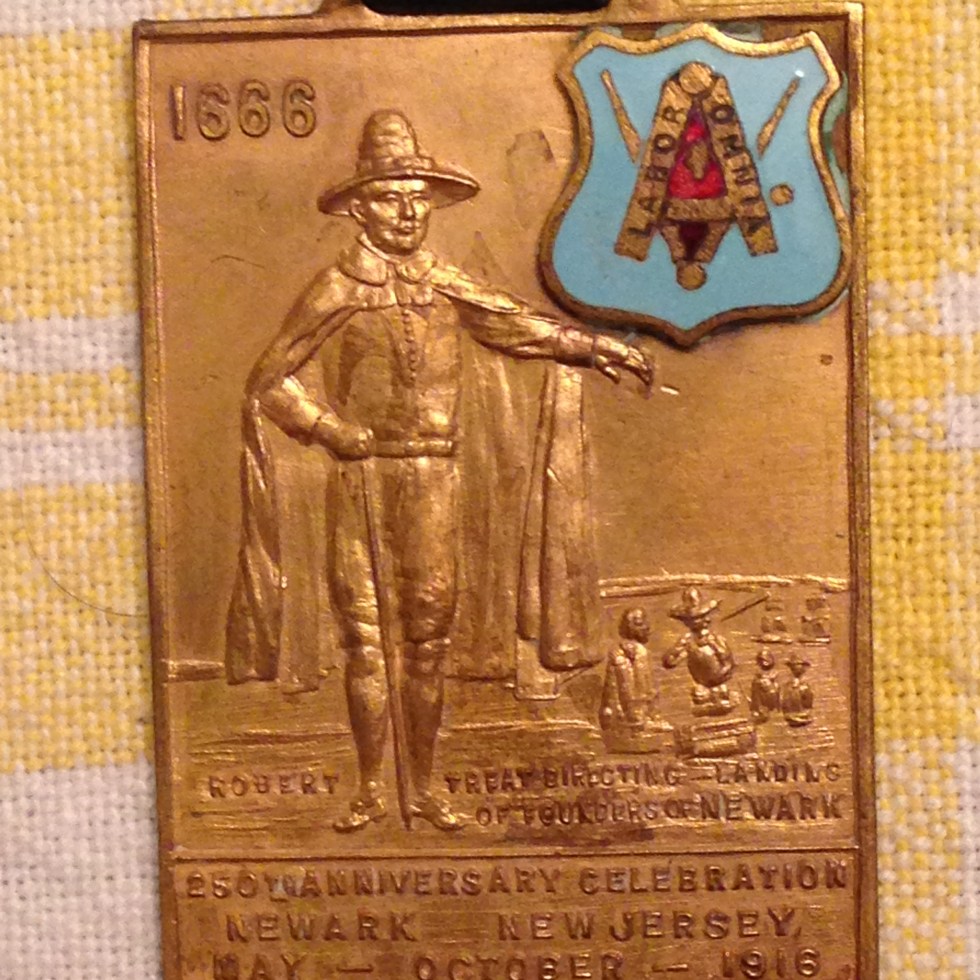 1666
LABOR OMNIA
ROBERT TREAT DIRECTING — LANDING
OF FOUNDERS OF NEWARK
250TH ANNIVERSARY CELEBRATION
NEWARK NEW JERSEY,
MAY — OCTOBER — 1916